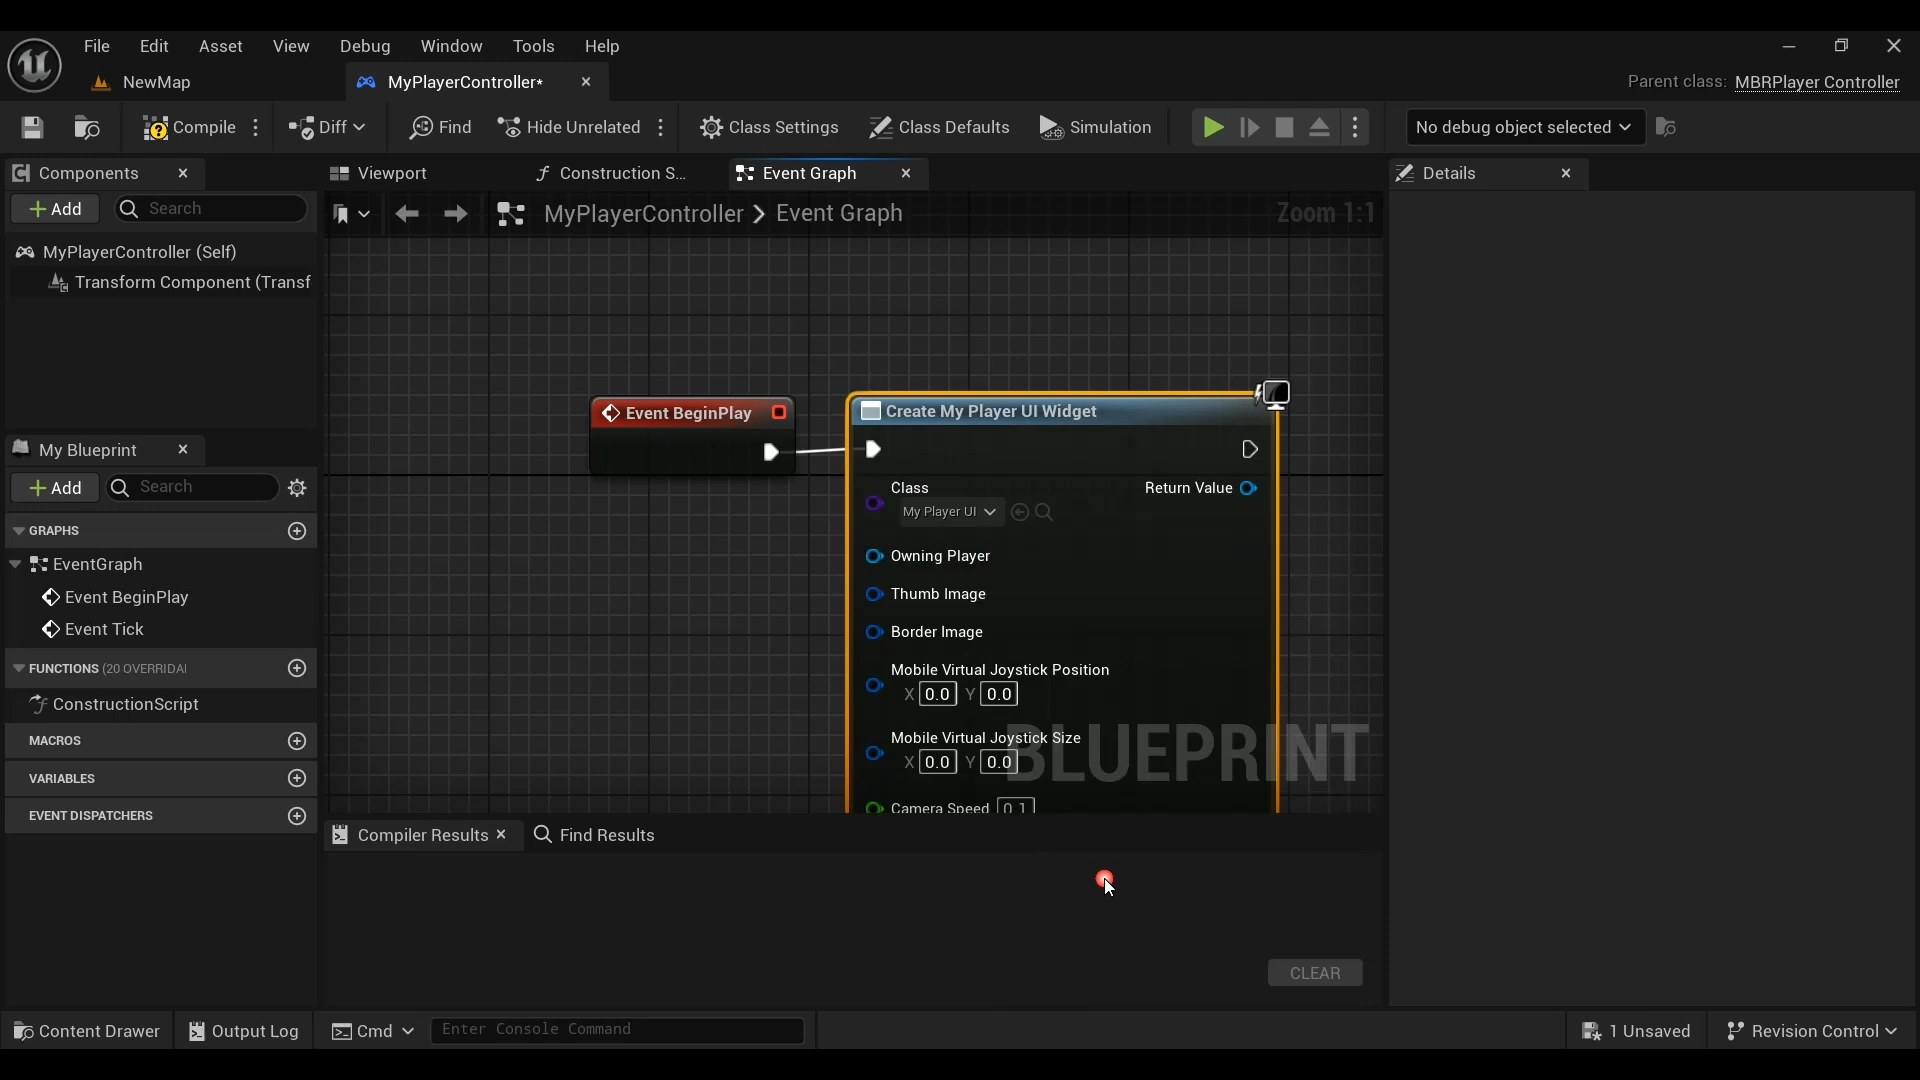 File Edit Asset View Debug Window Tools Help
NewMap MyPlayerController* Parent class: MBRPlayer Controller
Compile Diff Find Hide Unrelated Class Settings Class Defaults Simulation No debug object selected
Components Viewport Construction S... Event Graph Details
+ Add Search MyPlayerController > Event Graph Zoom 1:1
MyPlayerController (Self)
Transform Component (Transf
Event BeginPlay Create My Player UI Widget
My Blueprint
+ Add Search
Class Return Value
My Player UI
GRAPHS
EventGraph
Owning Player
Event BeginPlay
Thumb Image
Event Tick
Border Image
FUNCTIONS (20 OVERRIDAI
Mobile Virtual Joystick Position
X 0.0 Y 0.0
ConstructionScript
MACROS
Mobile Virtual Joystick Size
X 0.0 Y 0.0
BLUEPRINT
VARIABLES
Camera Speed 0.1
EVENT DISPATCHERS
Compiler Results Find Results
CLEAR
Content Drawer Output Log Cmd Enter Console Command 1 Unsaved Revision Control